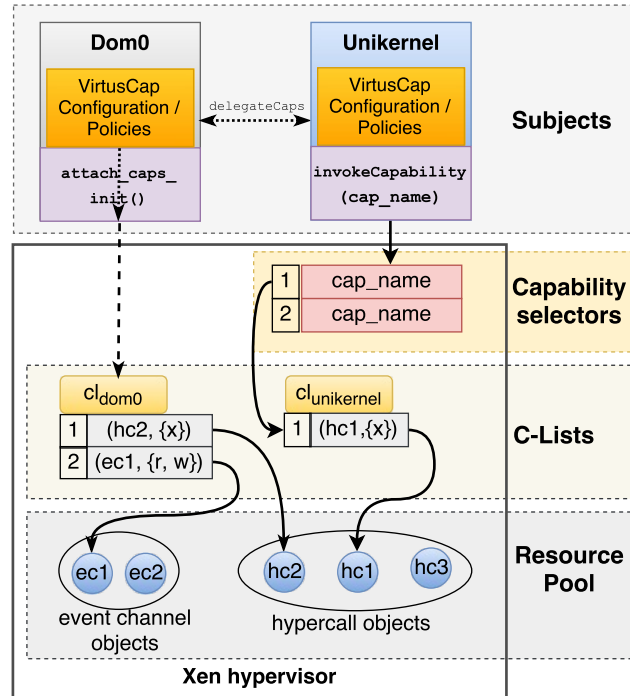 Dom0
VirtusCap
Configuration /
Policies
attach_caps_
init()
delegateCaps
Unikernel
VirtusCap
Configuration /
Policies
invokeCapability
(cap_name)
Subjects
1 cap_name
2 cap_name
Capability
selectors
cldom0
1 (hc2, {x})
2 (ec1, {r, w})
clunikernel
1 (hc1,{x})
C-Lists
ec1 ec2
event channel
objects
hc2 hc1 hc3
hypercall objects
Resource
Pool
Xen hypervisor